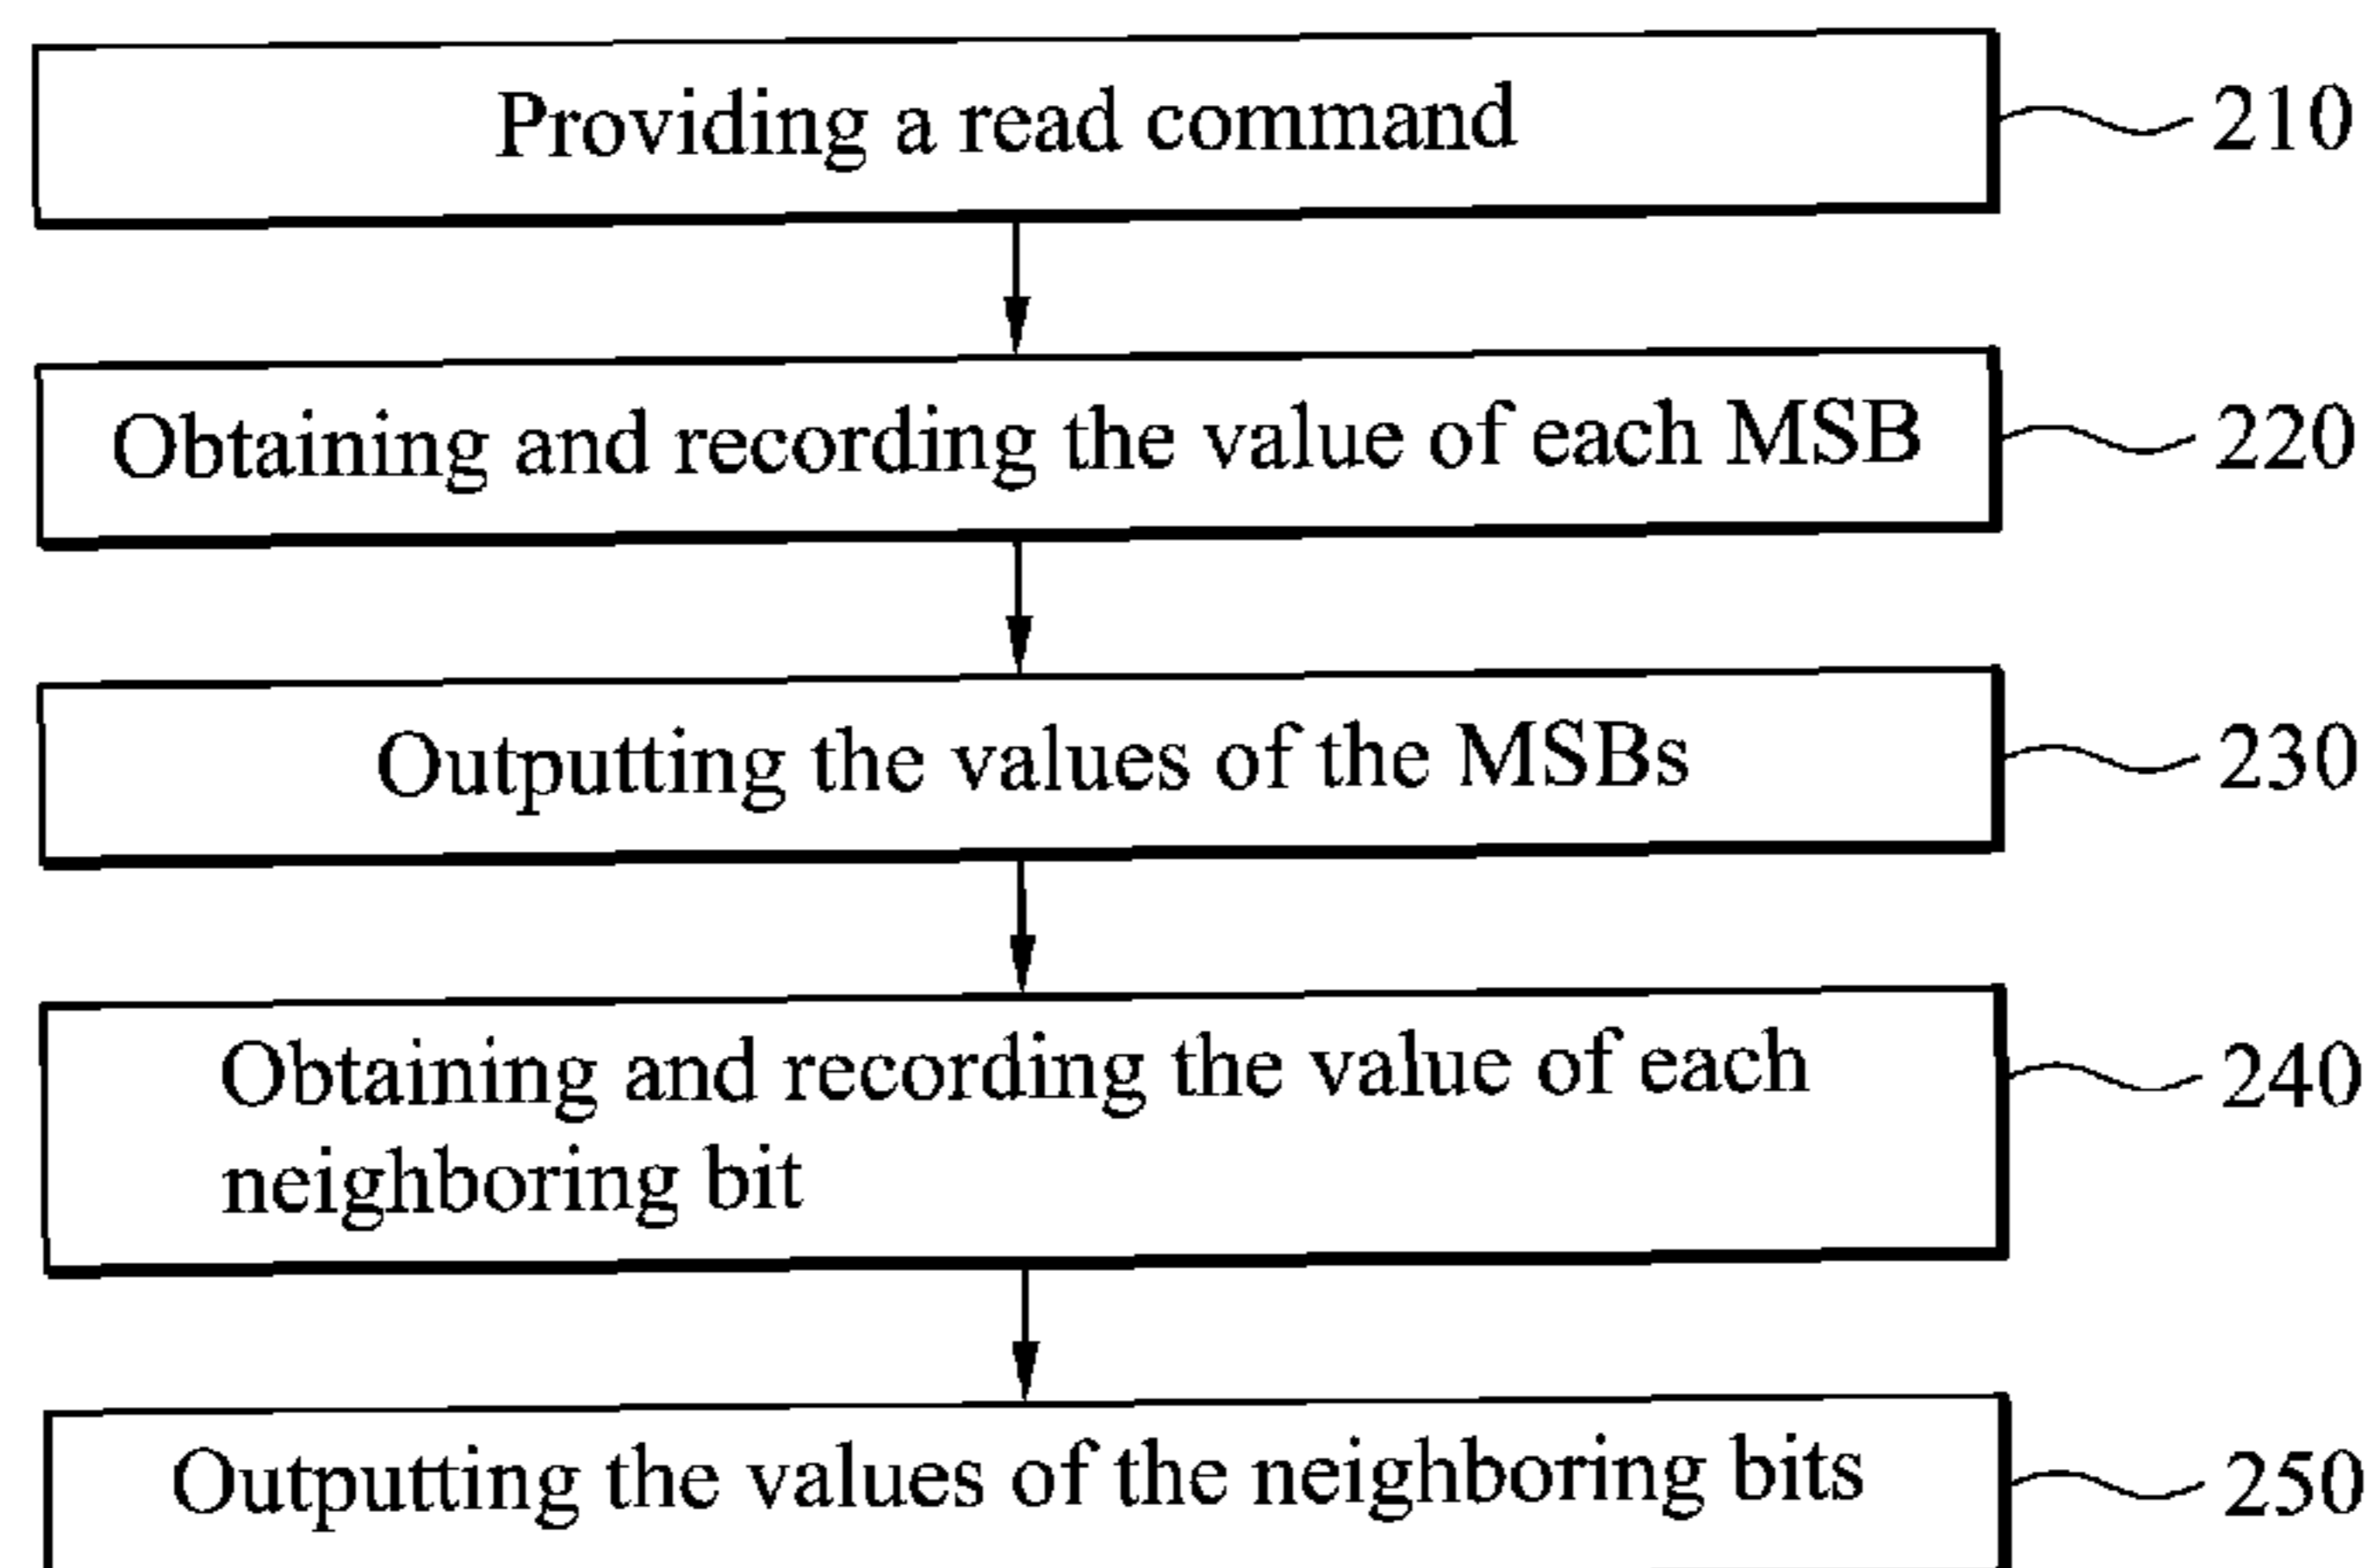 Providing a read command 210
Obtaining and recording the value of each MSB 220
Outputting the values of the MSBs 230
Obtaining and recording the value of each 240
neighboring bit
Outputting the values of the neighboring bits 250